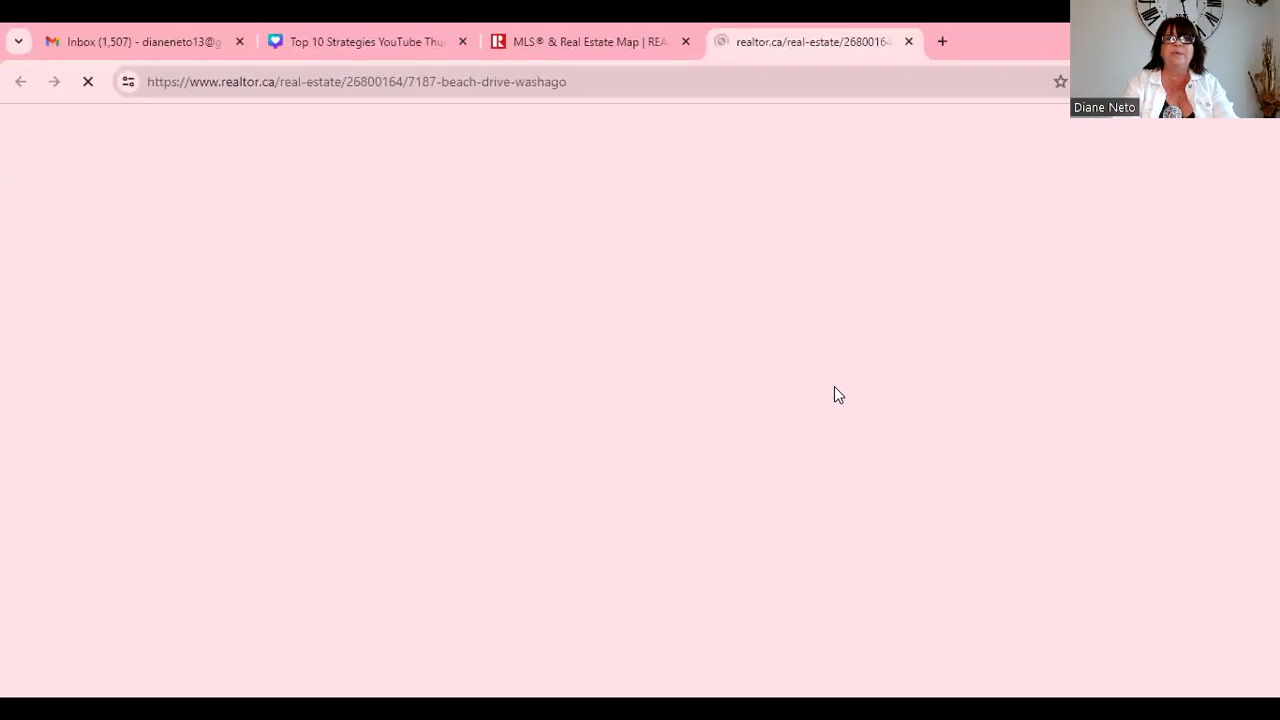 Inbox (1,507) - dianeneto13@g
Top 10 Strategies YouTube Thu
MLS® & Real Estate Map | REA
realtor.ca/real-estate/26800164
https://www.realtor.ca/real-estate/26800164/7187-beach-drive-washago
Diane Neto